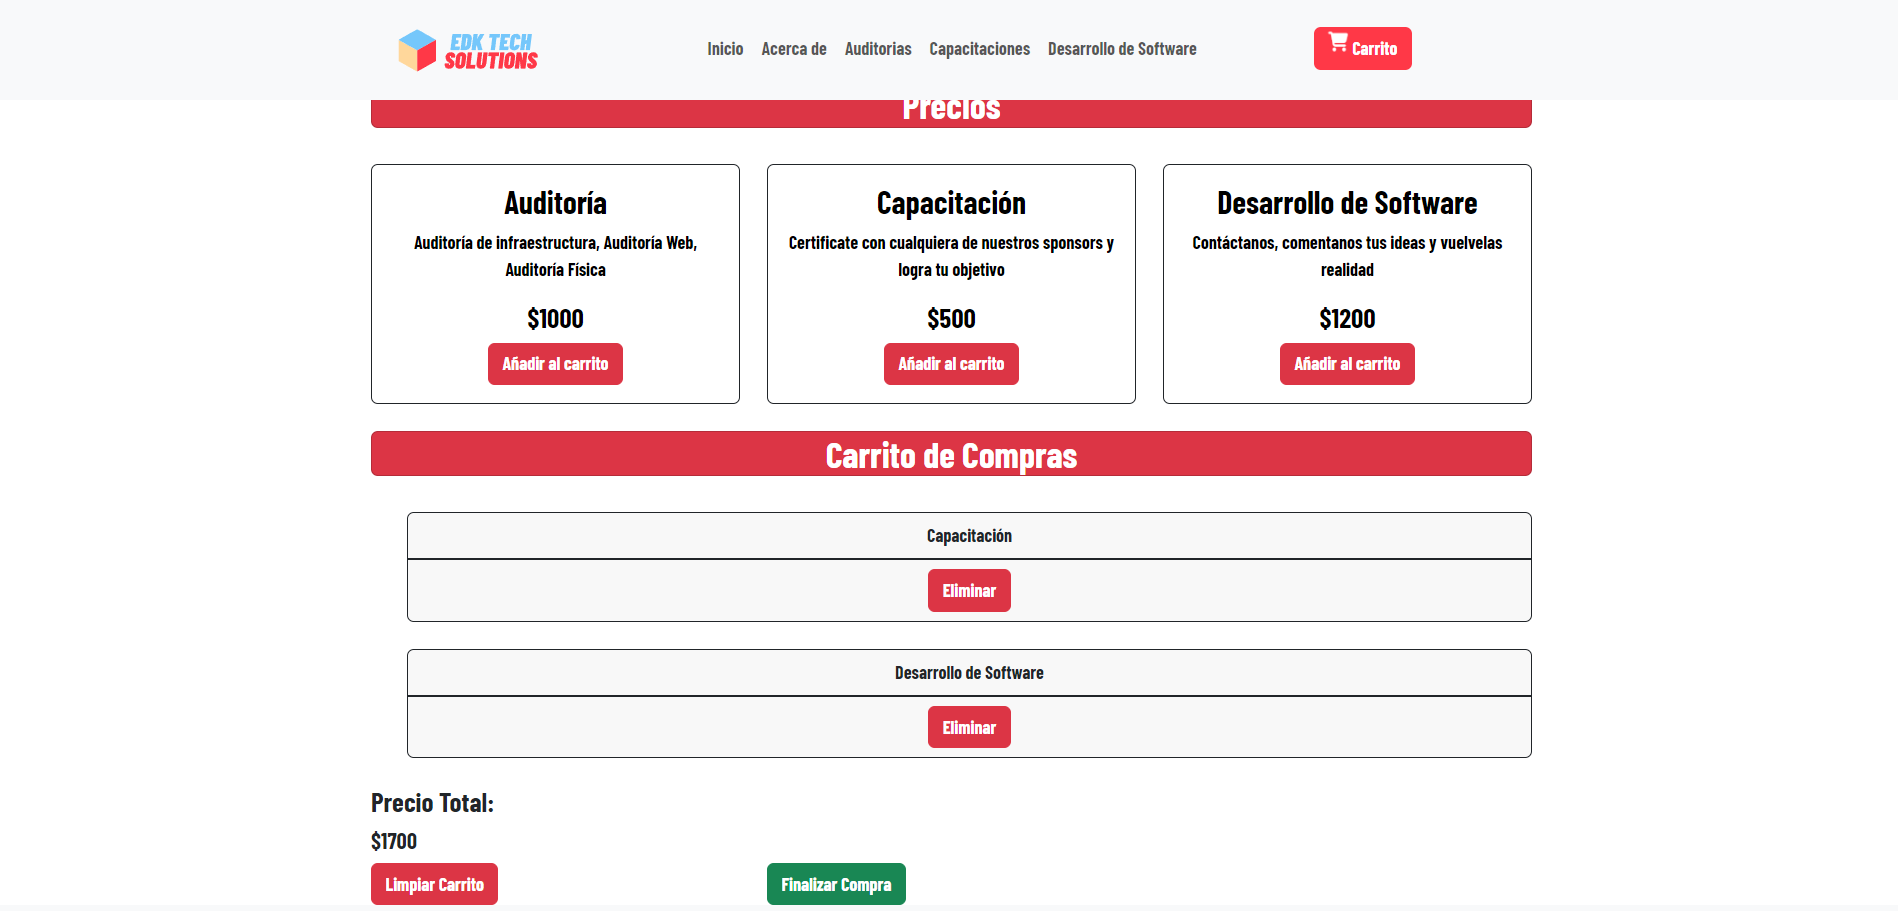 EDK TECH
SOLUTIONS
Inicio Acerca de Auditorias Capacitaciones Desarrollo de Software
Carrito
Precios
Auditoría
Auditoría de infraestructura, Auditoría Web,
Auditoría Física
$1000
Añadir al carrito
Capacitación
Certificate con cualquiera de nuestros sponsors y
logra tu objetivo
$500
Añadir al carrito
Desarrollo de Software
Contáctanos, comentanos tus ideas y vuelvelas
realidad
$1200
Añadir al carrito
Carrito de Compras
Capacitación
Eliminar
Desarrollo de Software
Eliminar
Precio Total:
$1700
Limpiar Carrito
Finalizar Compra